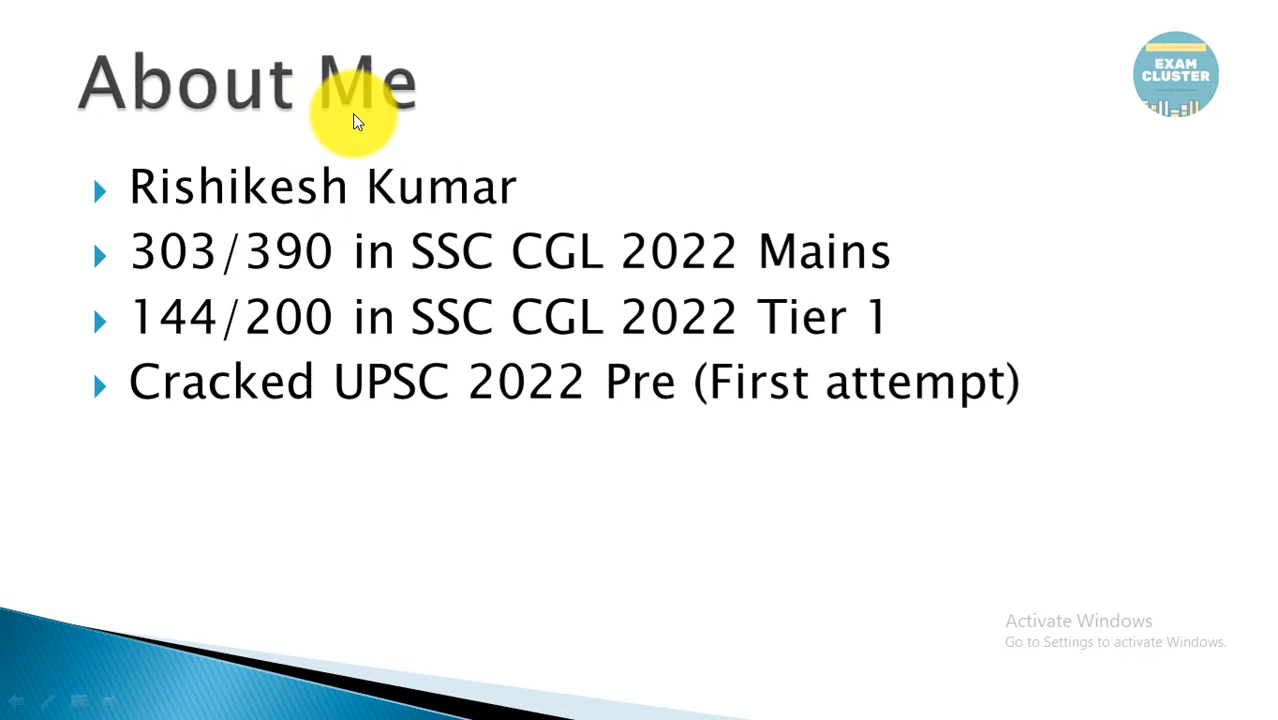 About Me
EXAM
CLUSTER
Rishikesh Kumar
303/390 in SSC CGL 2022 Mains
144/200 in SSC CGL 2022 Tier 1
Cracked UPSC 2022 Pre (First attempt)
Activate Windows
Go to Settings to activate Windows.